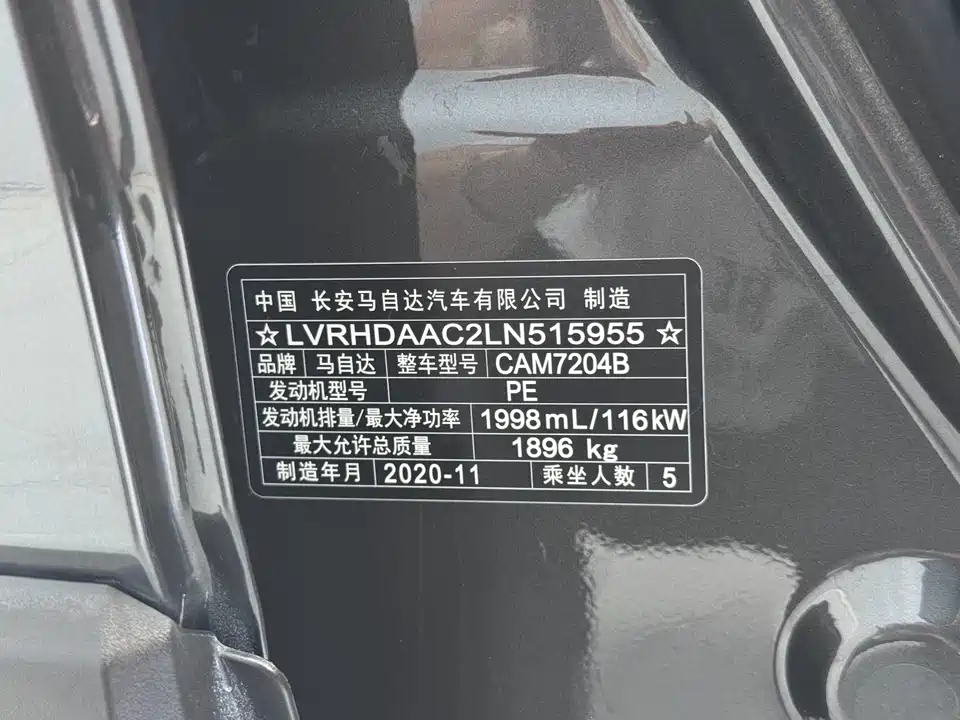 中国 长安马自达汽车有限公司 制造
☆LVRHDAAC2LN515955☆
品牌 马自达 整车型号 CAM7204B
发动机型号 PE
发动机排量/最大净功率 1998mL/116kW
最大允许总质量 1896 kg
制造年月 2020-11 乘坐人数 5